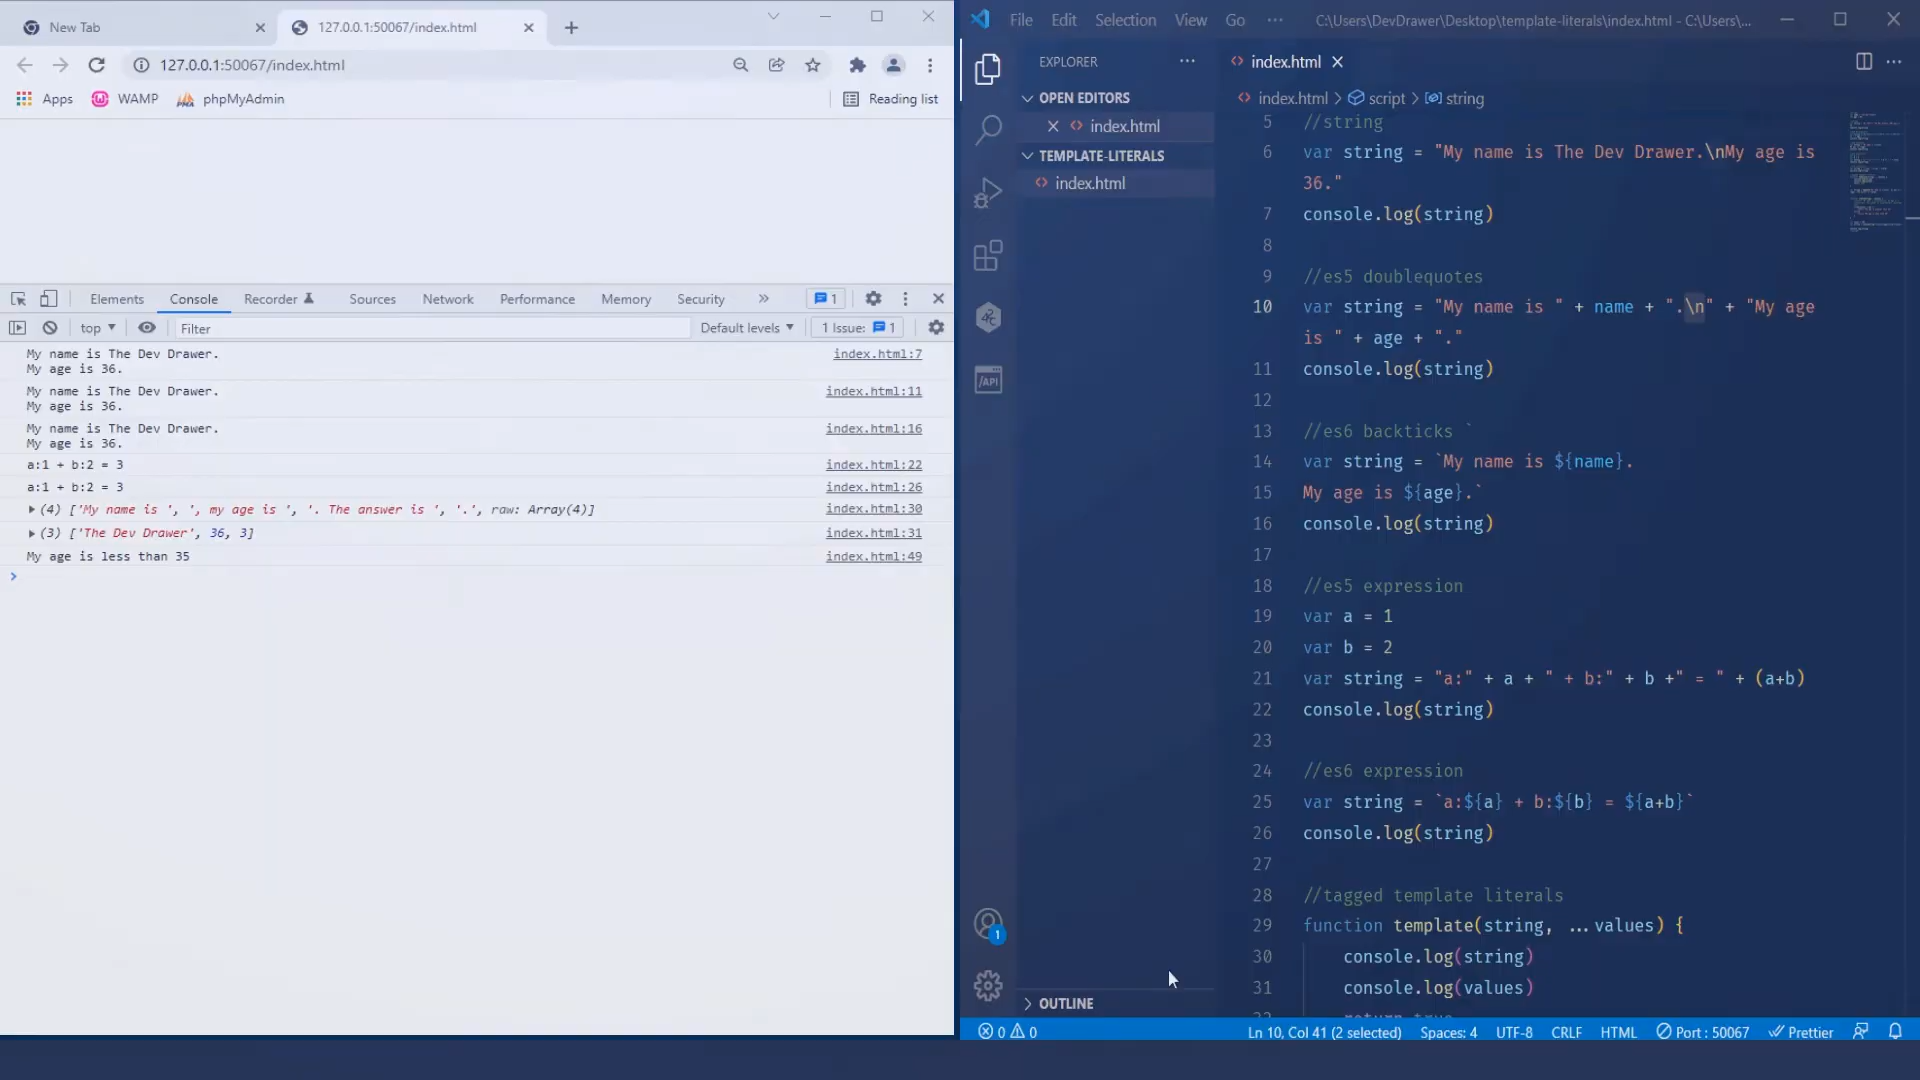 New Tab
127.0.0.1:50067/index.html
127.0.0.1:50067/index.html
Apps
WAMP
phpMyAdmin
Reading list
Elements
Console
Recorder
Sources
Network
Performance
Memory
Security
1
top
Filter
Default levels
1 Issue:
1
My name is The Dev Drawer.
My age is 36.
index.html:7
My name is The Dev Drawer.
My age is 36.
index.html:11
My name is The Dev Drawer.
My age is 36.
index.html:16
a:1 + b:2 = 3
index.html:22
a:1 + b:2 = 3
index.html:26
(4) ['My name is ', ', my age is ', '. The answer is ', '.', raw: Array(4)]
index.html:30
(3) ['The Dev Drawer', 36, 3]
index.html:31
My age is less than 35
index.html:49
File
Edit
Selection
View
Go
C:\Users\DevDrawer\Desktop\template-literals\index.html - C:\Users\...
EXPLORER
OPEN EDITORS
index.html
TEMPLATE-LITERALS
index.html
OUTLINE
/API
1
index.html
index.html > script > string
5 //string
6 var string = "My name is The Dev Drawer.\nMy age is
36."
7 console.log(string)
8
9 //es5 doublequotes
10 var string = "My name is " + name + ".\n" + "My age
is " + age + "."
11 console.log(string)
12
13 //es6 backticks `
14 var string = `My name is ${name}.
15 My age is ${age}.`
16 console.log(string)
17
18 //es5 expression
19 var a = 1
20 var b = 2
21 var string = "a:" + a + " + b:" + b +" = " + (a+b)
22 console.log(string)
23
24 //es6 expression
25 var string = `a:${a} + b:${b} = ${a+b}`
26 console.log(string)
27
28 //tagged template literals
29 function template(string, ...values) {
30 console.log(string)
31 console.log(values)
0
0
Ln 10, Col 41 (2 selected)
Spaces: 4
UTF-8
CRLF
HTML
Port : 50067
Prettier